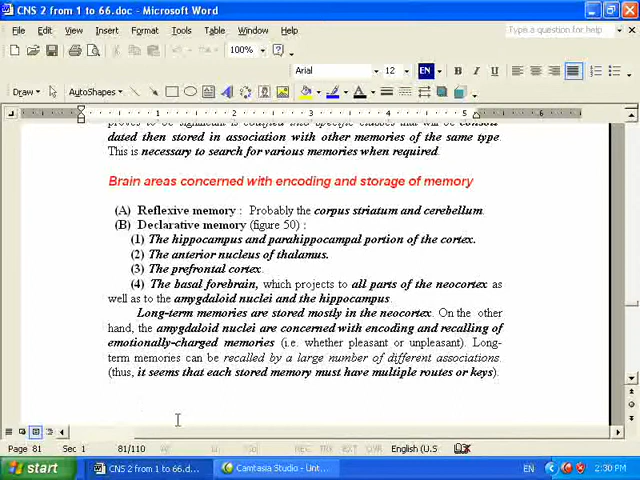 CNS 2 from 1 to 66.doc - Microsoft Word
File Edit View Insert Format Tools Table Window Help
Type a question for help
100%
Arial 12 EN B
Draw AutoShapes
dated then stored in association with other memories of the same type.
This is necessary to search for various memories when required.
Brain areas concerned with encoding and storage of memory
(A) Reflexive memory : Probably the corpus striatum and cerebellum.
(B) Declarative memory (figure 50) :
(1) The hippocampus and parahippocampal portion of the cortex.
(2) The anterior nucleus of thalamus.
(3) The prefrontal cortex.
(4) The basal forebrain, which projects to all parts of the neocortex as
well as to the amygdaloid nuclei and the hippocampus.
Long-term memories are stored mostly in the neocortex. On the other
hand, the amygdaloid nuclei are concerned with encoding and recalling of
emotionally-charged memories (i.e. whether pleasant or unpleasant). Long-
term memories can be recalled by a large number of different associations.
(thus, it seems that each stored memory must have multiple routes or keys).
Page 81 Sec 1 81/110 REC TRK EXT OVR English (U.S
start CNS 2 from 1 to 66.d... Camtasia Studio - Unt... EN 2:30 PM